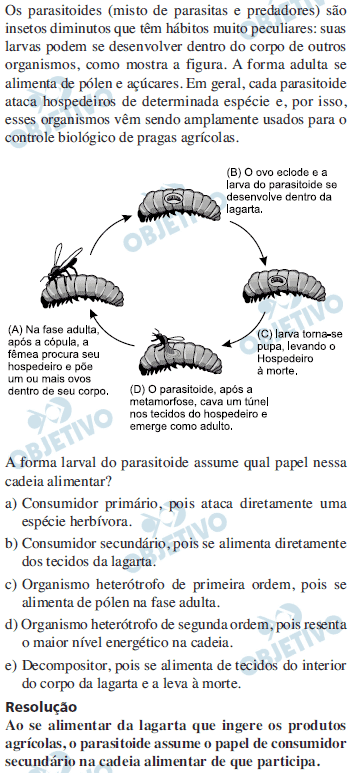 Os parasitoides (misto de parasitas e predadores) são
insetos diminutos que têm hábitos muito peculiares: suas
larvas podem se desenvolver dentro do corpo de outros
organismos, como mostra a figura. A forma adulta se
alimenta de pólen e açúcares. Em geral, cada parasitoide
ataca hospedeiros de determinada espécie e, por isso,
esses organismos vêm sendo amplamente usados para o
controle biológico de pragas agrícolas.
(B) O ovo eclode e a
larva do parasitoide se
desenvolve dentro da
lagarta.
(A) Na fase adulta,
após a cópula, a
fêmea procura seu
hospedeiro e põe
um ou mais ovos
dentro de seu corpo.
(C) larva torna-se
pupa, levando o
Hospedeiro
à morte.
(D) O parasitoide, após a
metamorfose, cava um túnel
nos tecidos do hospedeiro e
emerge como adulto.
A forma larval do parasitoide assume qual papel nessa
cadeia alimentar?
a) Consumidor primário, pois ataca diretamente uma
espécie herbívora.
b) Consumidor secundário, pois se alimenta diretamente
dos tecidos da lagarta.
c) Organismo heterótrofo de primeira ordem, pois se
alimenta de pólen na fase adulta.
d) Organismo heterótrofo de segunda ordem, pois resenta
o maior nível energético na cadeia.
e) Decompositor, pois se alimenta de tecidos do interior
do corpo da lagarta e a leva à morte.
Resolução
Ao se alimentar da lagarta que ingere os produtos
agrícolas, o parasitoide assume o papel de consumidor
secundário na cadeia alimentar de que participa.
OBJETIVO
OBJETIVO
OBJETIVO
OBJETIVO
OBJETIVO
OBJETIVO
OBJETIVO